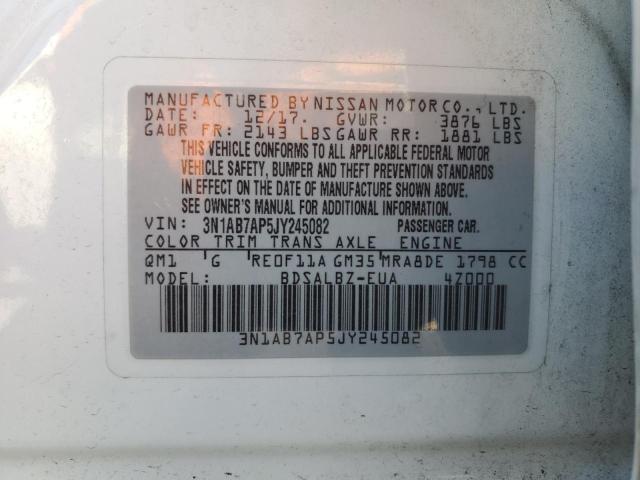 MANUFACTURED BY NISSAN MOTOR CO., LTD.
DATE: 12/17. GVWR: 3876 LBS
GAWR FR: 2143 LBS GAWR RR: 1881 LBS
THIS VEHICLE CONFORMS TO ALL APPLICABLE FEDERAL MOTOR
VEHICLE SAFETY, BUMPER AND THEFT PREVENTION STANDARDS
IN EFFECT ON THE DATE OF MANUFACTURE SHOWN ABOVE.
SEE OWNER'S MANUAL FOR ADDITIONAL INFORMATION.
VIN: 3N1AB7AP5JY245082 PASSENGER CAR.
COLOR TRIM TRANS AXLE ENGINE
QM1 G RE0F11A GM35 MRA8DE 1798 CC
MODEL: BDSALBZ-EUA 4Z000
3N1AB7AP5JY245082